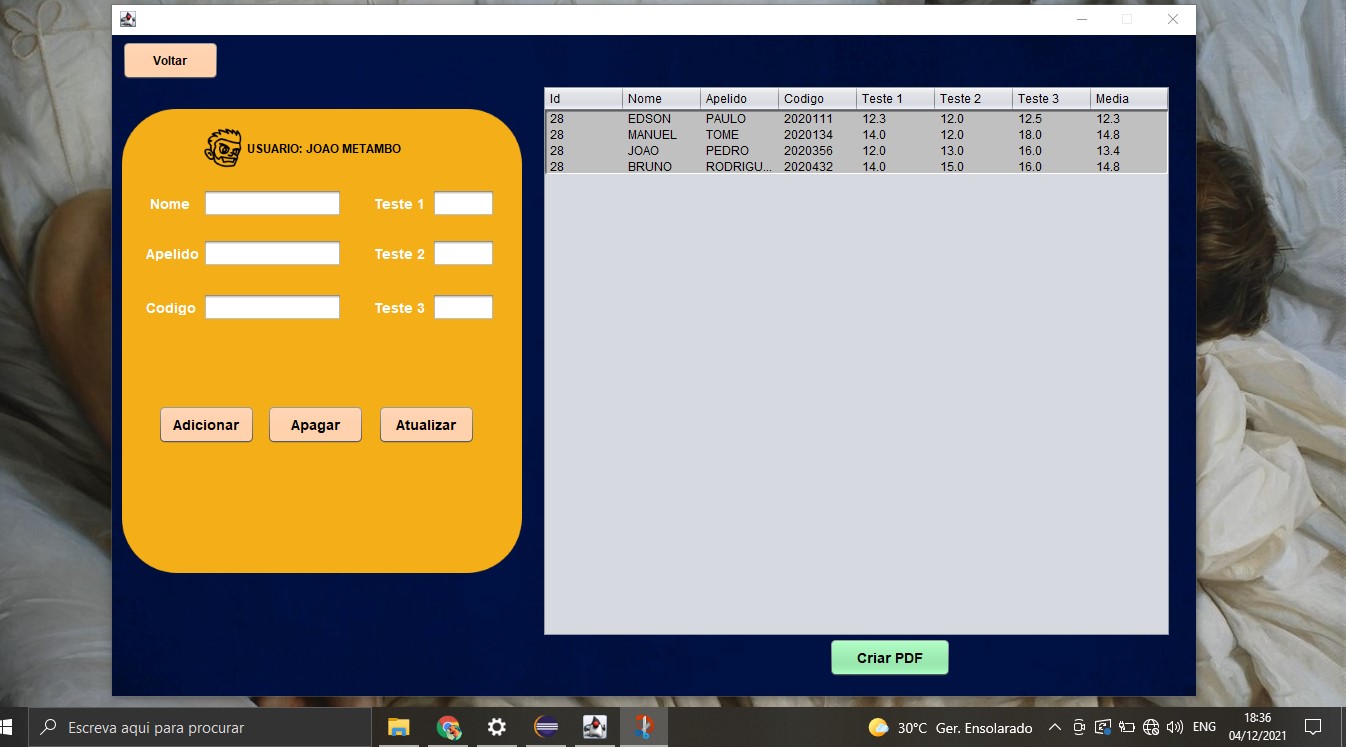 Voltar
USUARIO: JOAO METAMBO
Nome
Teste 1
Apelido
Teste 2
Codigo
Teste 3
Adicionar Apagar Atualizar
Id Nome Apelido Codigo Teste 1 Teste 2 Teste 3 Media
28 EDSON PAULO 2020111 12.3 12.0 12.5 12.3
28 MANUEL TOME 2020134 14.0 12.0 18.0 14.8
28 JOAO PEDRO 2020356 12.0 13.0 16.0 13.4
28 BRUNO RODRIGU... 2020432 14.0 15.0 16.0 14.8
Criar PDF
Escreva aqui para procurar
30°C Ger. Ensolarado
ENG
18:36
04/12/2021